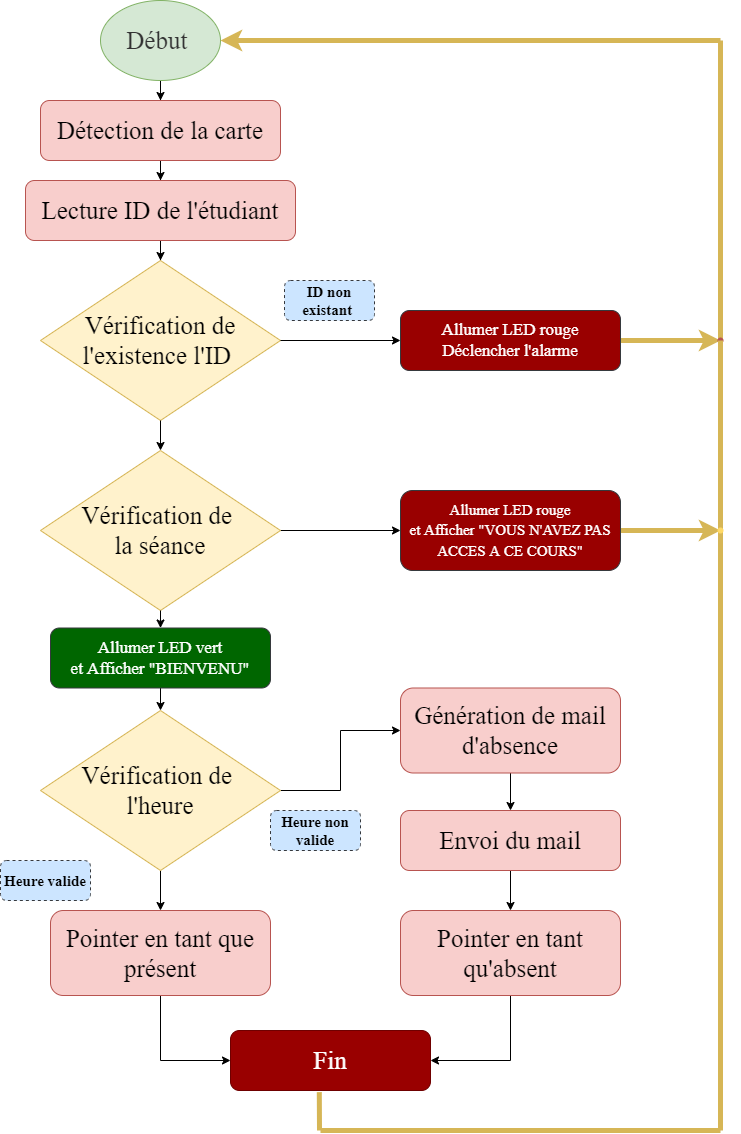 Début
Détection de la carte
Lecture ID de l'étudiant
Vérification de
l'existence l'ID
ID non
existant
Allumer LED rouge
Déclencher l'alarme
Vérification de
la séance
Allumer LED rouge
et Afficher "VOUS N'AVEZ PAS
ACCES A CE COURS"
Allumer LED vert
et Afficher "BIENVENU"
Vérification de
l'heure
Heure non
valide
Génération de mail
d'absence
Envoi du mail
Heure valide
Pointer en tant que
présent
Pointer en tant
qu'absent
Fin